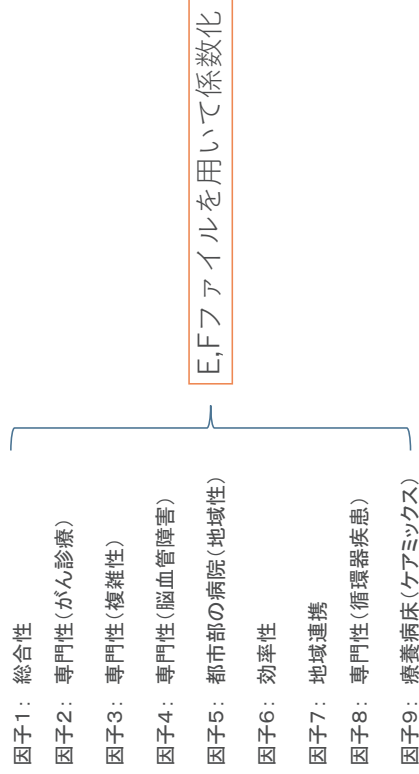 因子1: 総合性
因子2: 専門性(がん診療)
因子3: 専門性(複雑性)
因子4: 専門性(脳血管障害)
因子5: 都市部の病院(地域性)
因子6: 効率性
因子7: 地域連携
因子8: 専門性(循環器疾患)
因子9: 療養病床(ケアミックス)
E,Fファイルを用いて係数化